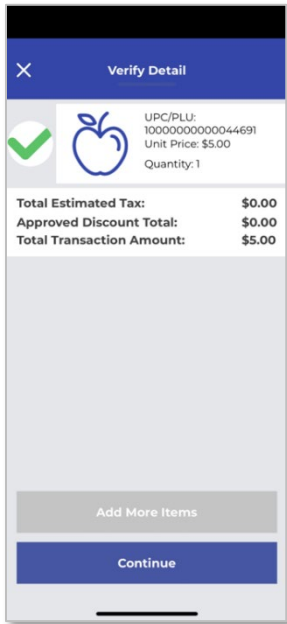 Verify Detail
UPC/PLU:
10000000000044691
Unit Price: $5.00
Quantity: 1
Total Estimated Tax: $0.00
Approved Discount Total: $0.00
Total Transaction Amount: $5.00
Add More Items
Continue